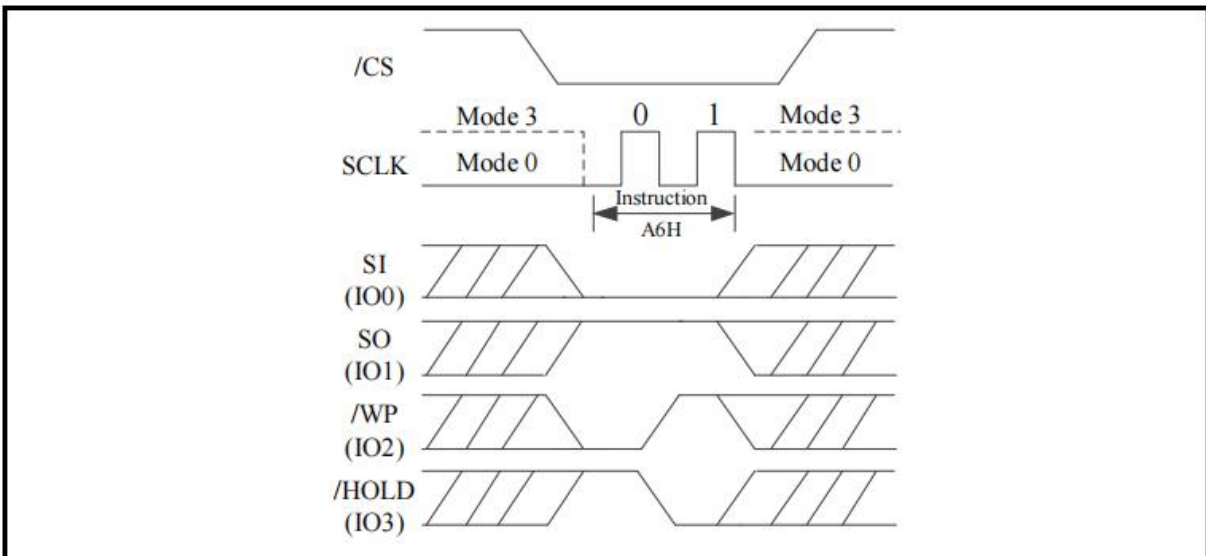 /CS
Mode 3 0 1 Mode 3
SCLK Mode 0 Mode 0
Instruction
A6H
SI
(IO0)
SO
(IO1)
/WP
(IO2)
/HOLD
(IO3)